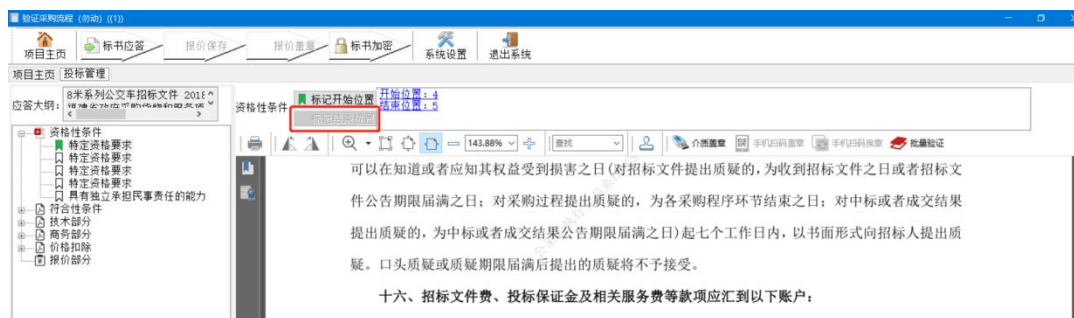 验证采购流程 (勿动) ((1))
项目主页 标书应答 报价保存 报价盖章 标书加密 系统设置 退出系统
项目主页 投标管理
应答大纲: 8米系列公交车招标文件 2018
资格性条件 标记开始位置 开始位置: 4
标记结束位置 结束位置: 5
资格性条件
特定资格要求
特定资格要求
特定资格要求
特定资格要求
具有独立承担民事责任的能力
符合性条件
技术部分
商务部分
价格扣除
报价部分
143.88% 查找 介质盖章 手机扫码盖章 手机扫码换章 批量验证
可以在知道或者应知其权益受到损害之日(对招标文件提出质疑的,为收到招标文件之日或者招标文
件公告期限届满之日;对采购过程提出质疑的,为各采购程序环节结束之日;对中标或者成交结果
提出质疑的,为中标或者成交结果公告期限届满之日)起七个工作日内,以书面形式向招标人提出质
疑。口头质疑或质疑期限届满后提出的质疑将不予接受。
十六、招标文件费、投标保证金及相关服务费等款项应汇到以下账户: